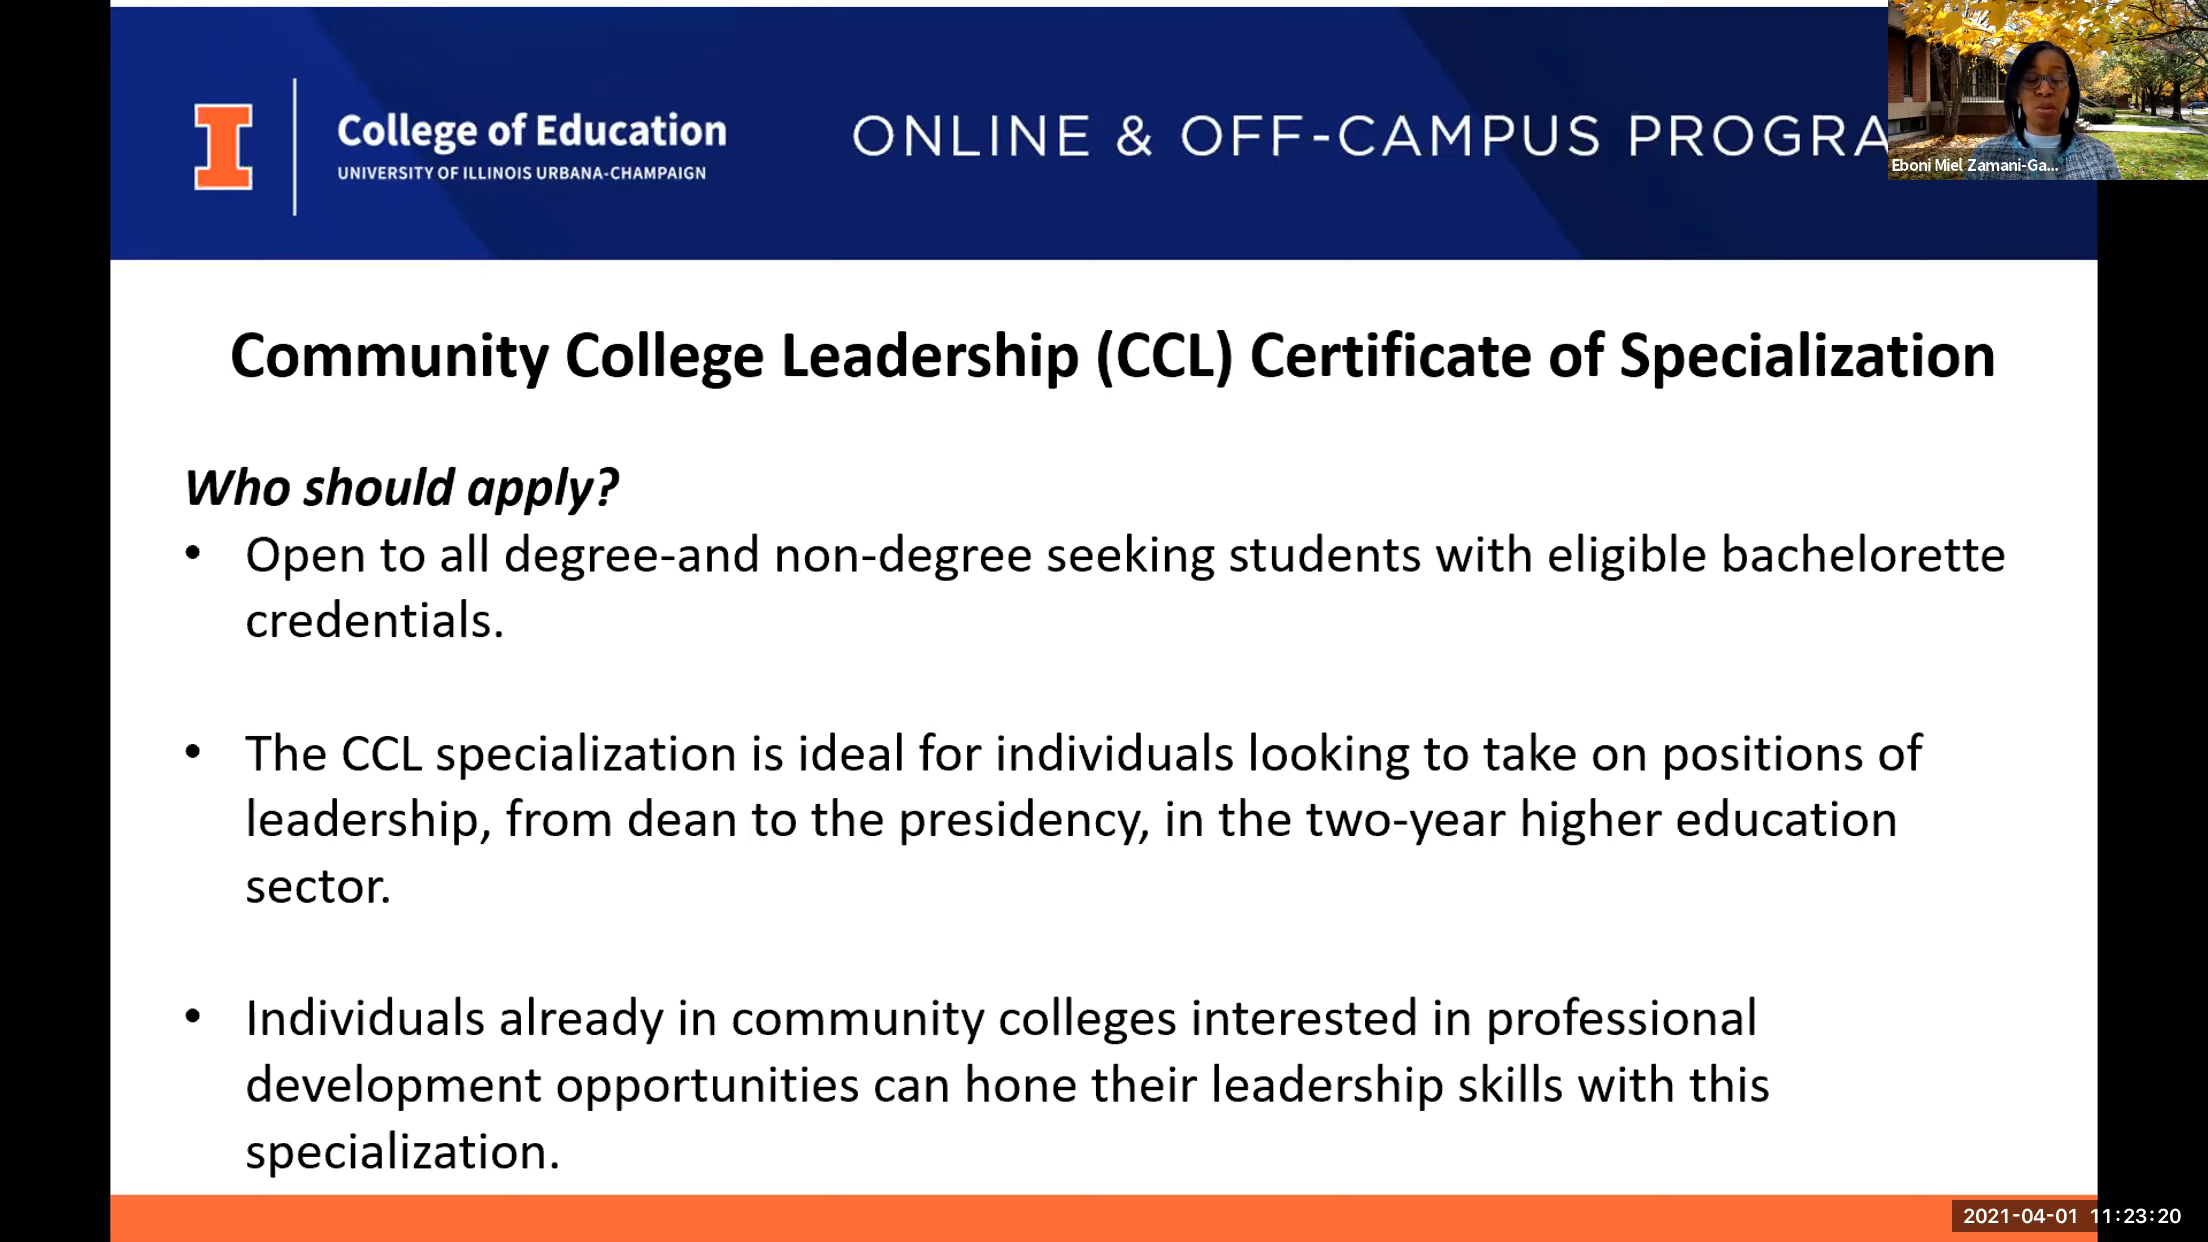 I
College of Education
UNIVERSITY OF ILLINOIS URBANA-CHAMPAIGN
ONLINE & OFF-CAMPUS PROGRA
Eboni Miel Zamani-Ga...
Community College Leadership (CCL) Certificate of Specialization
Who should apply?
• Open to all degree-and non-degree seeking students with eligible bachelorette
credentials.
• The CCL specialization is ideal for individuals looking to take on positions of
leadership, from dean to the presidency, in the two-year higher education
sector.
• Individuals already in community colleges interested in professional
development opportunities can hone their leadership skills with this
specialization.
2021-04-01 11:23:20